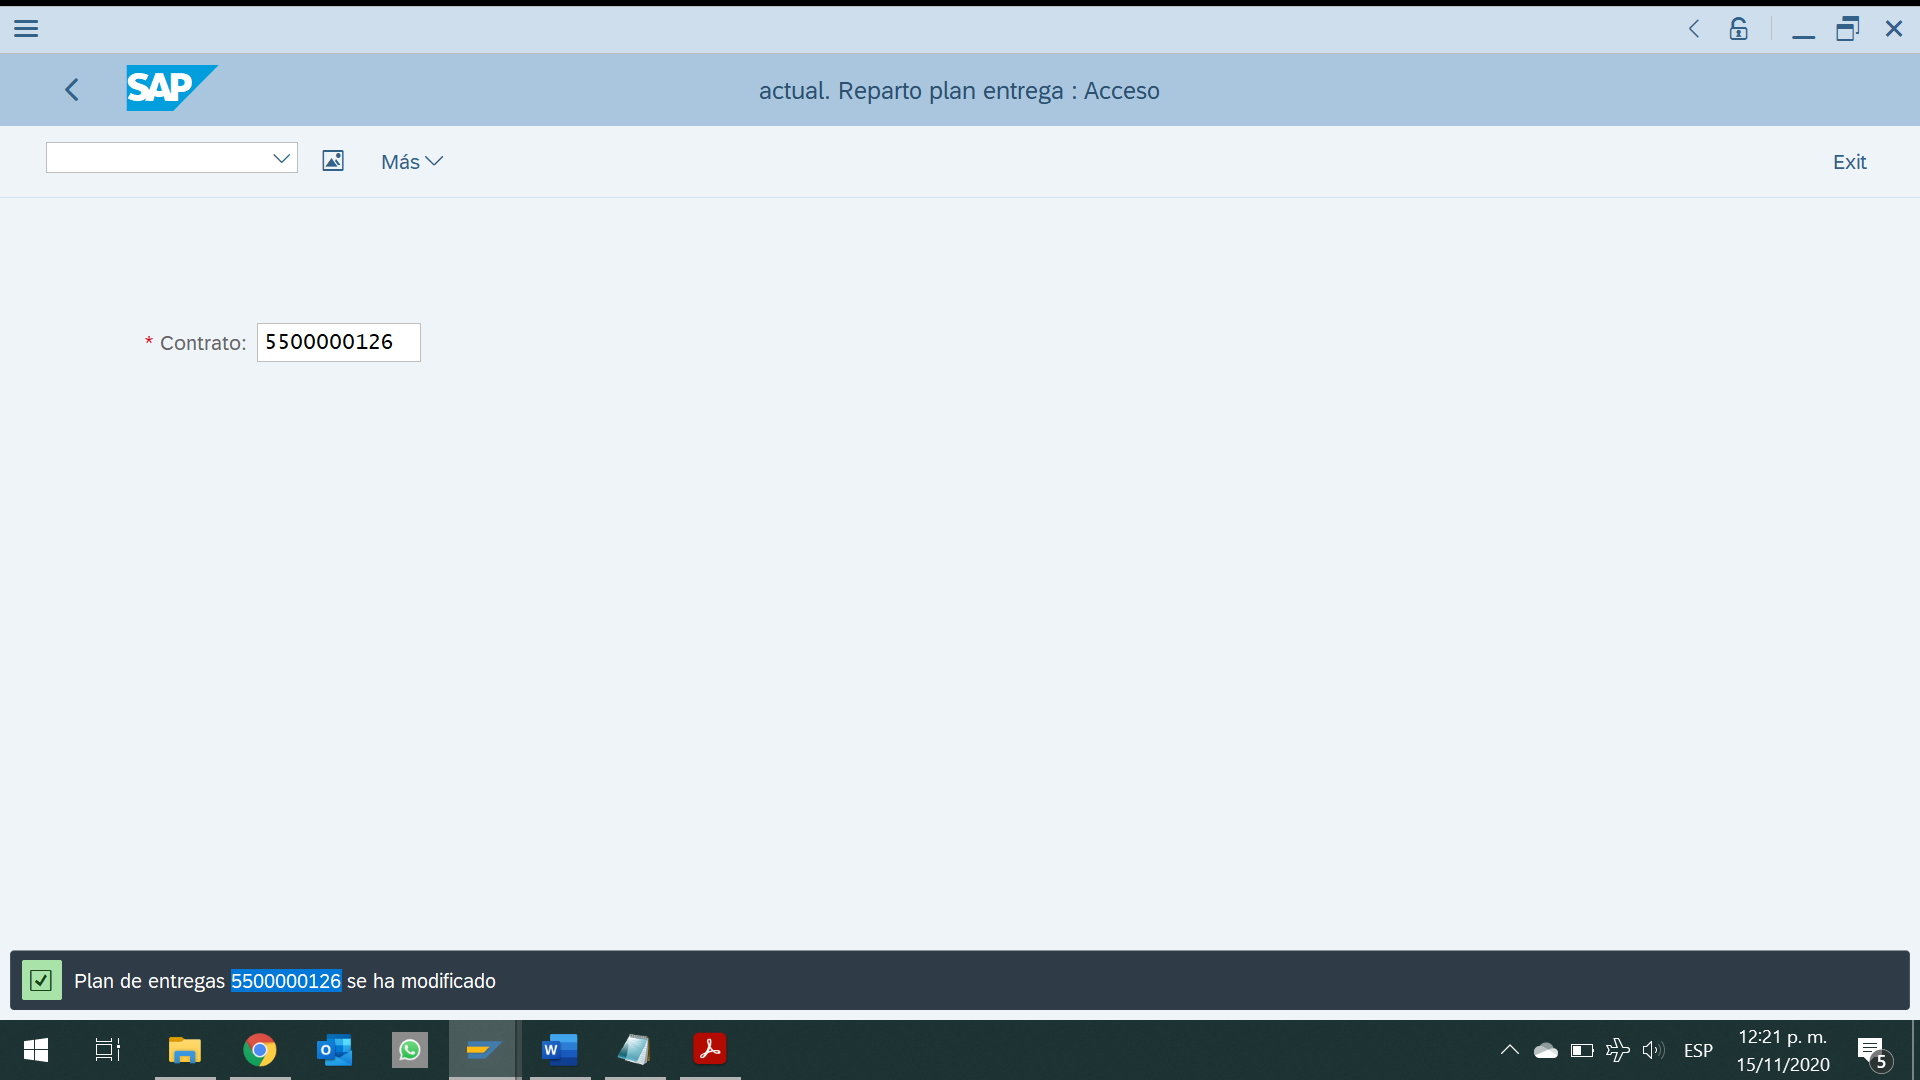 SAP
actual. Reparto plan entrega : Acceso
Más
Exit
* Contrato: 5500000126
Plan de entregas 5500000126 se ha modificado
ESP
12:21 p. m.
15/11/2020
5